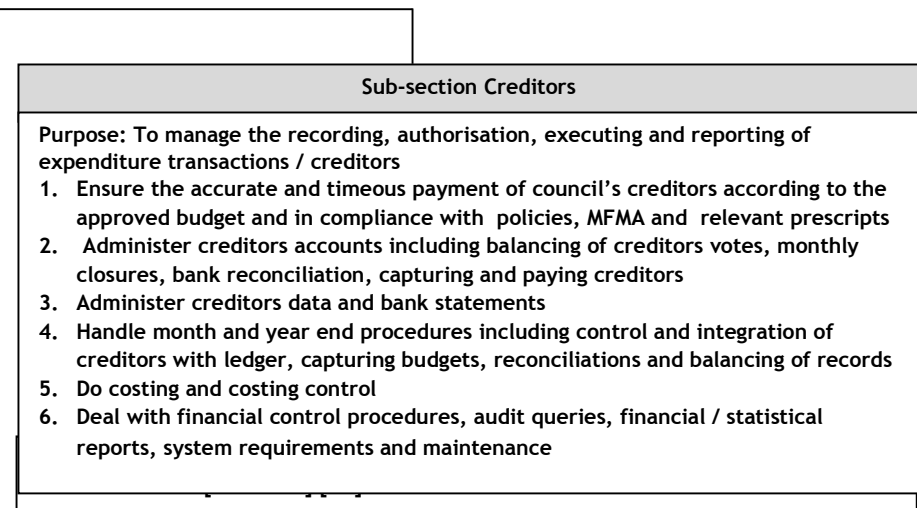 Sub-section Creditors
Purpose: To manage the recording, authorisation, executing and reporting of
expenditure transactions / creditors
1. Ensure the accurate and timeous payment of council's creditors according to the
approved budget and in compliance with policies, MFMA and relevant prescripts
2. Administer creditors accounts including balancing of creditors votes, monthly
closures, bank reconciliation, capturing and paying creditors
3. Administer creditors data and bank statements
4. Handle month and year end procedures including control and integration of
creditors with ledger, capturing budgets, reconciliations and balancing of records
5. Do costing and costing control
6. Deal with financial control procedures, audit queries, financial / statistical
reports, system requirements and maintenance